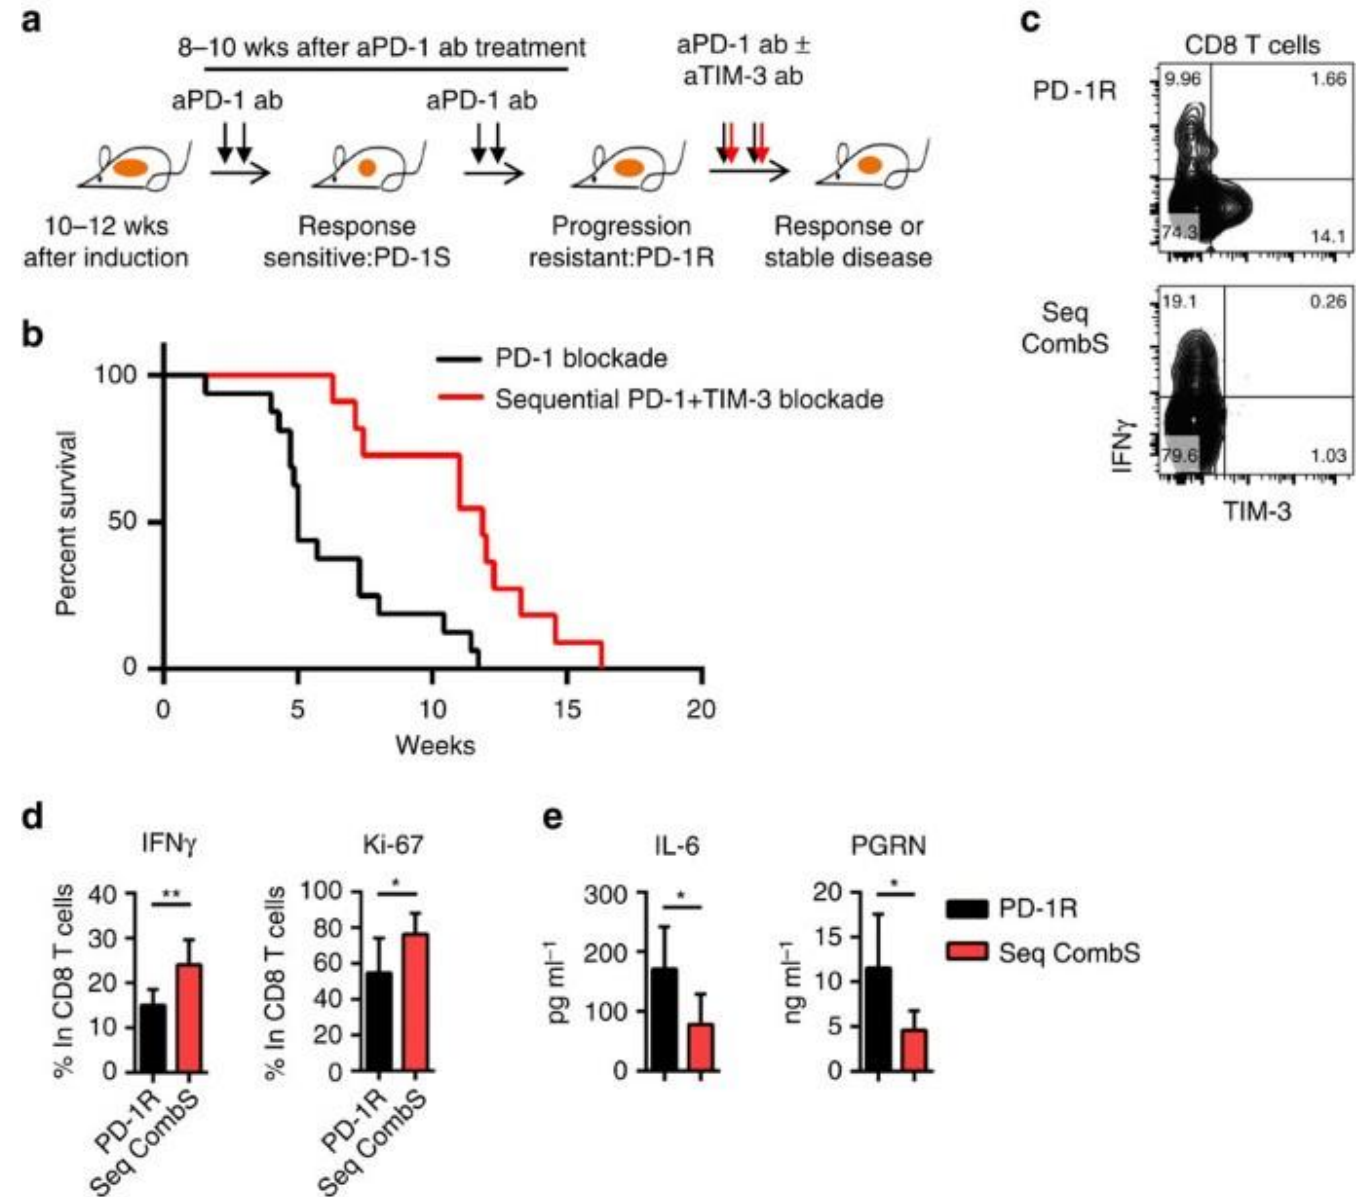 a
8–10 wks after aPD-1 ab treatment
aPD-1 ab
aPD-1 ab
aPD-1 ab ±
aTIM-3 ab
10–12 wks
after induction
Response
sensitive:PD-1S
Progression
resistant:PD-1R
Response or
stable disease
b
PD-1 blockade
Sequential PD-1+TIM-3 blockade
Percent survival
100
50
0
0 5 10 15 20
Weeks
c
CD8 T cells
PD-1R
9.96 1.66
74.3 14.1
Seq
CombS
19.1 0.26
79.6 1.03
IFNγ
TIM-3
d
IFNγ
**
% In CD8 T cells
40
30
20
10
0
PD-1R
Seq CombS
Ki-67
*
% In CD8 T cells
100
80
60
40
20
0
PD-1R
Seq CombS
e
IL-6
*
pg ml⁻¹
300
200
100
0
PGRN
*
ng ml⁻¹
20
15
10
5
0
PD-1R
Seq CombS